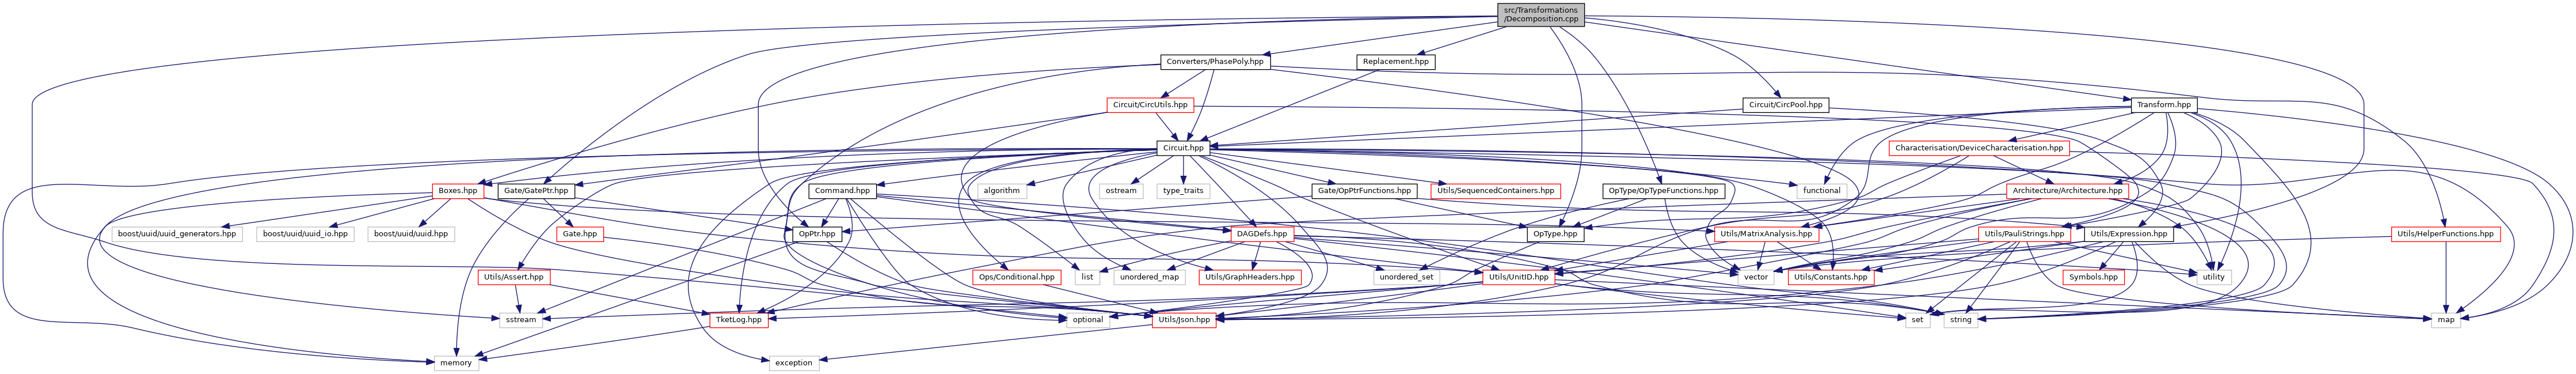 src/Transformations
/Decomposition.cpp
Converters/PhasePoly.hpp
Replacement.hpp
Circuit/CircUtils.hpp
Circuit/CircPool.hpp
Transform.hpp
Circuit.hpp
Characterisation/DeviceCharacterisation.hpp
Boxes.hpp
Gate/GatePtr.hpp
Command.hpp
algorithm
ostream
type_traits
Gate/OpPtrFunctions.hpp
Utils/SequencedContainers.hpp
OpType/OpTypeFunctions.hpp
functional
Architecture/Architecture.hpp
boost/uuid/uuid_generators.hpp
boost/uuid/uuid_io.hpp
boost/uuid/uuid.hpp
Gate.hpp
OpPtr.hpp
DAGDefs.hpp
OpType.hpp
Utils/MatrixAnalysis.hpp
Utils/PauliStrings.hpp
Utils/Expression.hpp
Utils/HelperFunctions.hpp
Utils/Assert.hpp
Ops/Conditional.hpp
list
unordered_map
Utils/GraphHeaders.hpp
unordered_set
Utils/UnitID.hpp
vector
Utils/Constants.hpp
Symbols.hpp
utility
sstream
TketLog.hpp
optional
Utils/Json.hpp
set
string
map
memory
exception